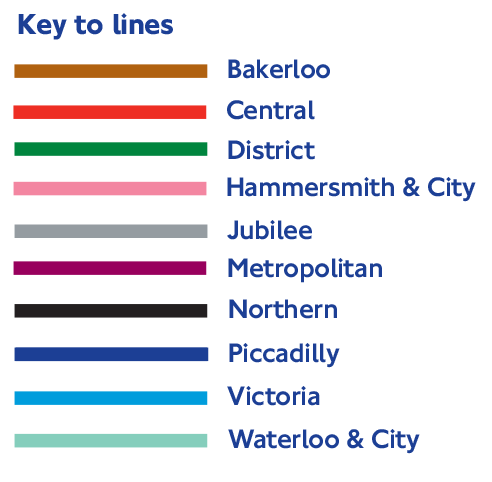 Key to lines
Bakerloo
Central
District
Hammersmith & City
Jubilee
Metropolitan
Northern
Piccadilly
Victoria
Waterloo & City